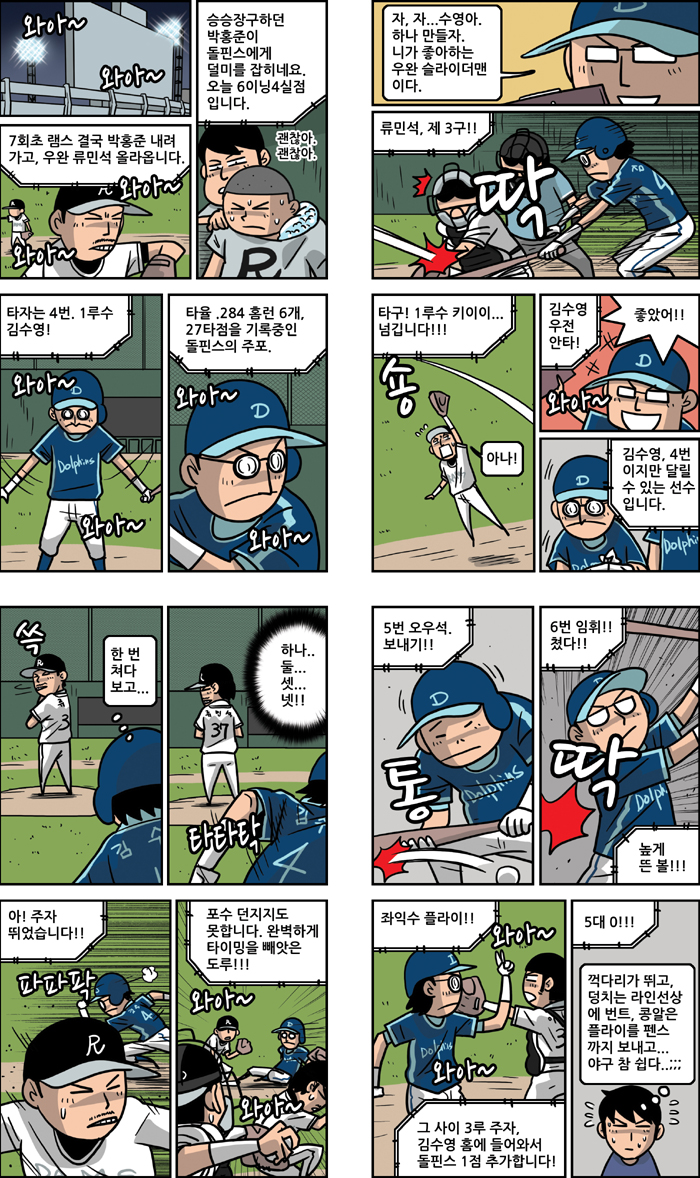 와아~
와아~
승승장구하던
박홍준이
돌핀스에게
덜미를 잡히네요.
오늘 6이닝4실점
입니다.
7회초 램스 결국 박홍준 내려
가고, 우완 류민석 올라옵니다.
와아~
와아~
괜찮아.
괜찮아.
R
자, 자...수영아.
하나 만들자.
니가 좋아하는
우완 슬라이더맨
이다.
류민석, 제 3구!!
딱
4
타자는 4번. 1루수
김수영!
와아~
D
Dolphins
와아~
타율 .284 홈런 6개,
27타점을 기록중인
돌핀스의 주포.
와아~
D
와아~
타구! 1루수 키이이...
넘깁니다!!!
숑
아나!
김수영
우전
안타!
좋았어!!
D
와아~
김수영, 4번
이지만 달릴
수 있는 선수
입니다.
D
Dolphins
쓱
R
3
한 번
쳐다
보고...
김수
하나..
둘...
셋...
넷!!
37
타타탁
4
5번 오우석.
보내기!!
D
Dolphins
통
6번 임휘!!
쳤다!!
D
딱
Dolphin
높게
뜬 볼!!!
아! 주자
뛰었습니다!!
파파팍
4
R
RAMS
포수 던지지도
못합니다. 완벽하게
타이밍을 빼앗은
도루!!!
와아~
와아~
좌익수 플라이!!
와아~
D
Dolphins
와아~
그 사이 3루 주자,
김수영 홈에 들어와서
돌핀스 1점 추가합니다!
5대 0!!!
꺽다리가 뛰고,
덩치는 라인선상
에 번트, 콩알은
플라이를 펜스
까지 보내고...
야구 참 쉽다..;;;